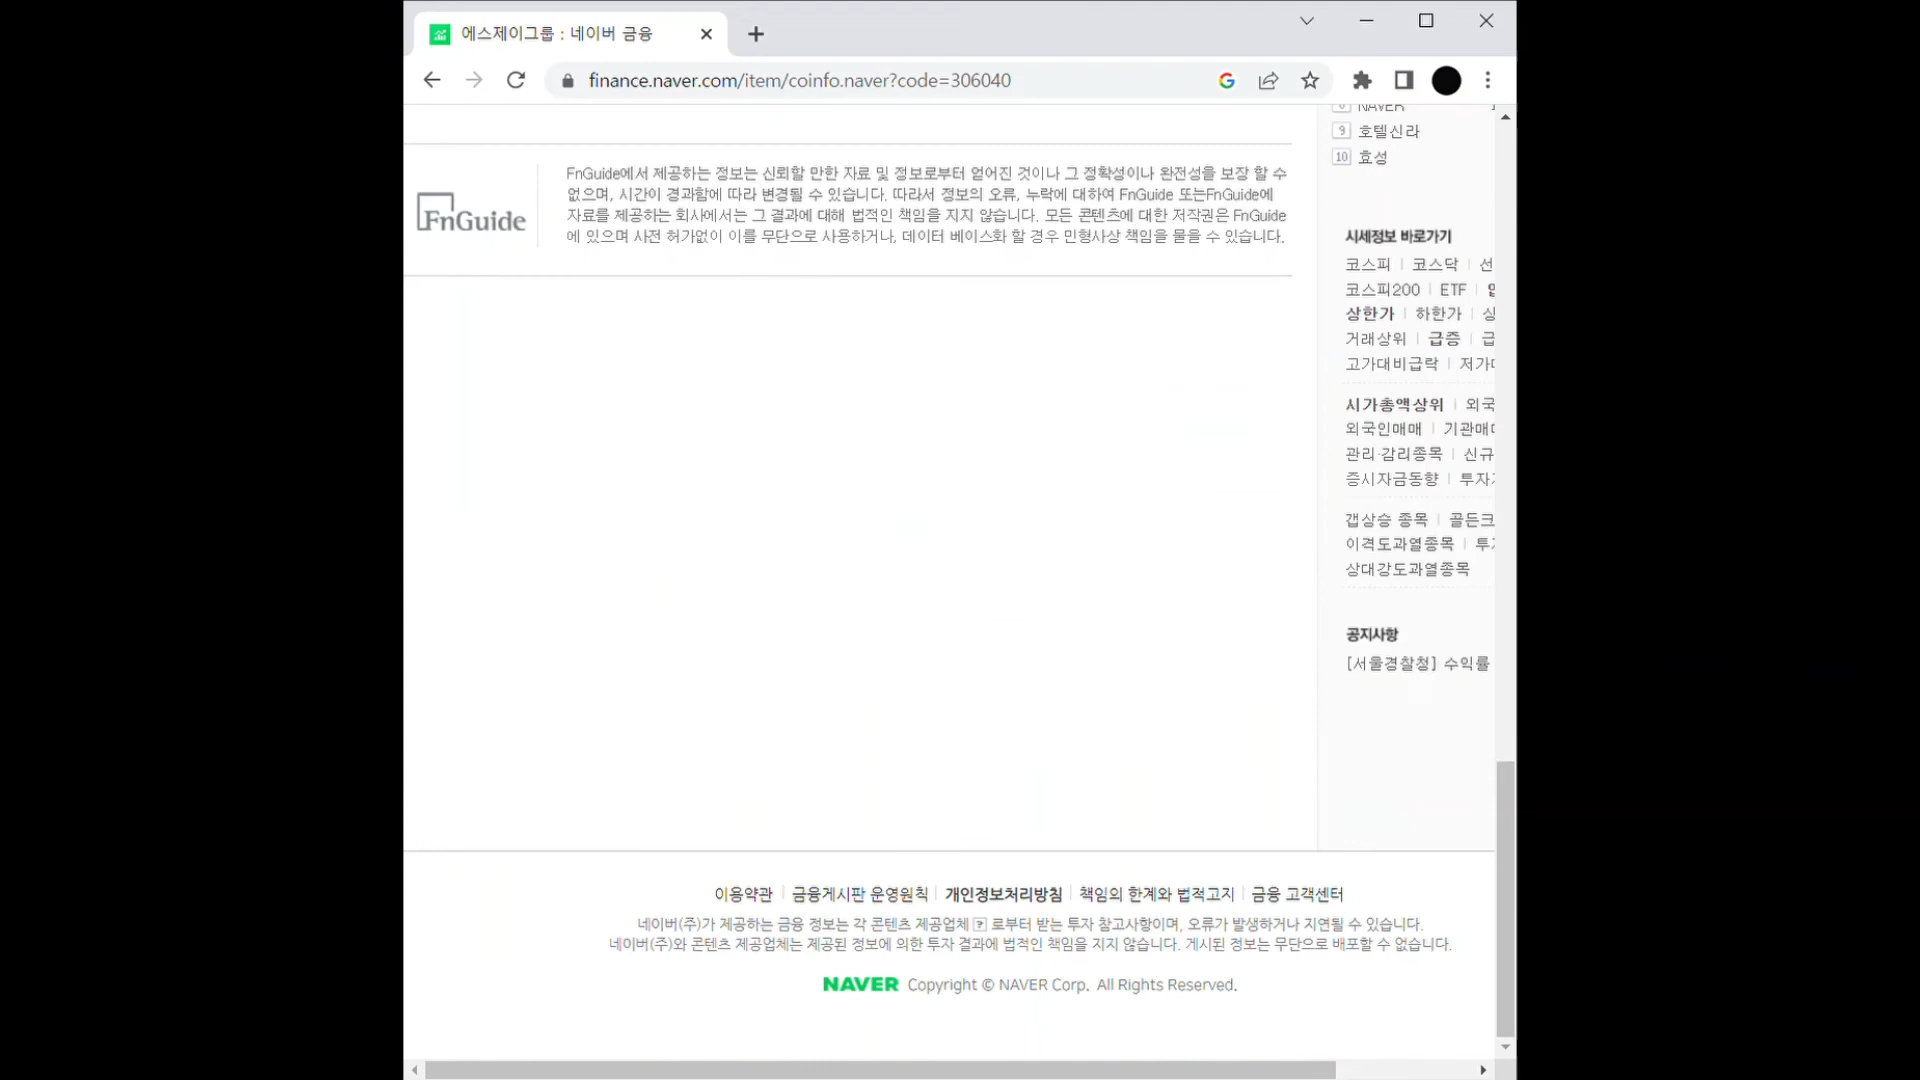 에스제이그룹 : 네이버 금융
finance.naver.com/item/coinfo.naver?code=306040
NAVER
9 호텔신라
10 효성
FnGuide
FnGuide에서 제공하는 정보는 신뢰할 만한 자료 및 정보로부터 얻어진 것이나 그 정확성이나 완전성을 보장 할 수
없으며, 시간이 경과함에 따라 변경될 수 있습니다. 따라서 정보의 오류, 누락에 대하여 FnGuide 또는FnGuide에
자료를 제공하는 회사에서는 그 결과에 대해 법적인 책임을 지지 않습니다. 모든 콘텐츠에 대한 저작권은 FnGuide
에 있으며 사전 허가없이 이를 무단으로 사용하거나, 데이터 베이스화 할 경우 민형사상 책임을 물을 수 있습니다.
시세정보 바로가기
코스피 | 코스닥 | 선
코스피200 | ETF
상한가 | 하한가 | 상
거래상위 | 급증 | 급
고가대비급락 | 저가
시가총액상위 | 외국
외국인매매 | 기관매
관리·감리종목 | 신규
증시자금동향 | 투자
갭상승 종목 | 골든크
이격도과열종목 | 투
상대강도과열종목
공지사항
[서울경찰청] 수익률
이용약관 | 금융게시판 운영원칙 | 개인정보처리방침 | 책임의 한계와 법적고지 | 금융 고객센터
네이버(주)가 제공하는 금융 정보는 각 콘텐츠 제공업체 ? 로부터 받는 투자 참고사항이며, 오류가 발생하거나 지연될 수 있습니다.
네이버(주)와 콘텐츠 제공업체는 제공된 정보에 의한 투자 결과에 법적인 책임을 지지 않습니다. 게시된 정보는 무단으로 배포할 수 없습니다.
NAVER Copyright © NAVER Corp. All Rights Reserved.